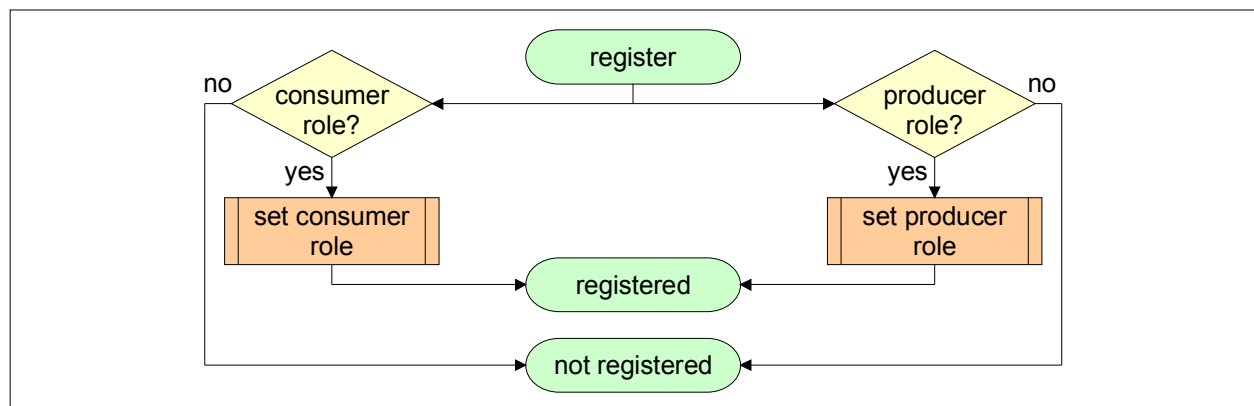 register
no
consumer
role?
producer
role?
no
yes
yes
set consumer
role
set producer
role
registered
not registered